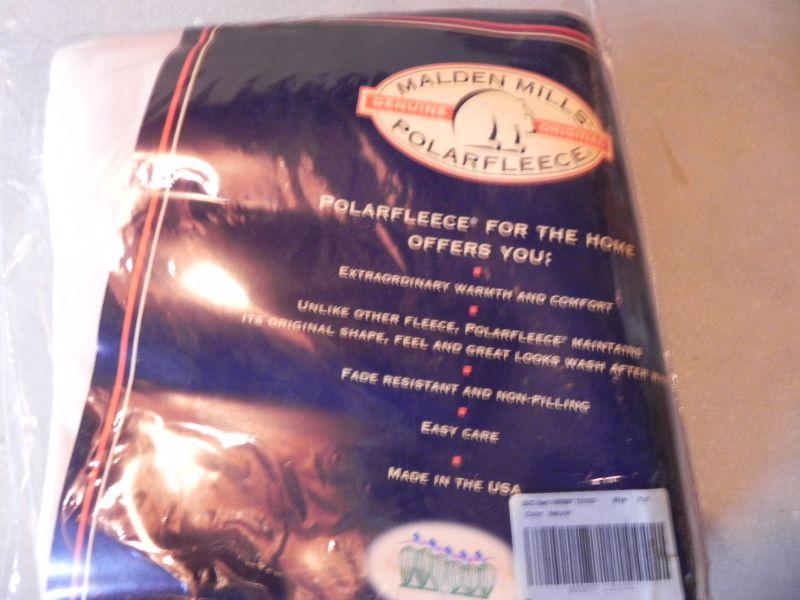 MALDEN MILLS
GENUINE ORIGINAL
POLARFLEECE®
POLARFLEECE® FOR THE HOME
OFFERS YOU:
EXTRAORDINARY WARMTH AND COMFORT
UNLIKE OTHER FLEECE, POLARFLEECE® MAINTAINS
ITS ORIGINAL SHAPE, FEEL AND GREAT LOOKS WASH AFTER
FADE RESISTANT AND NON-PILLING
EASY CARE
MADE IN THE USA